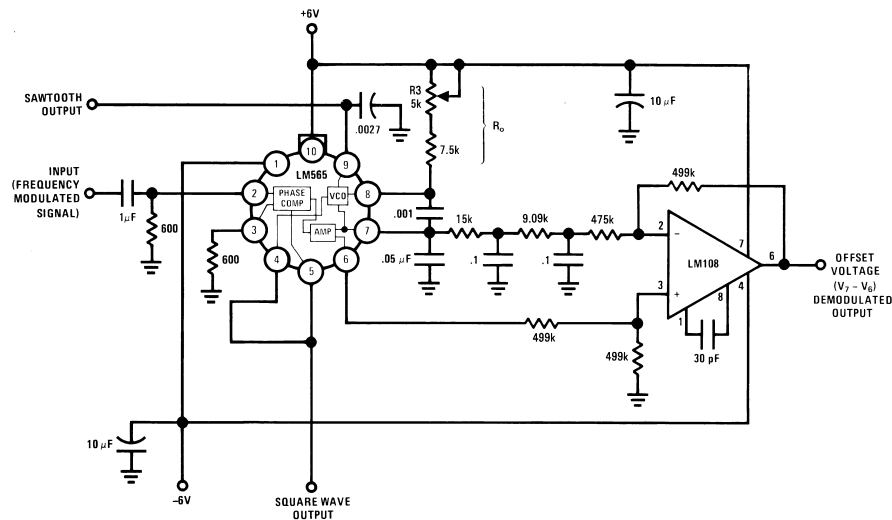 +6V
SAWTOOTH
OUTPUT
.0027
R3
5k
Ro
10 μF
7.5k
INPUT
(FREQUENCY
MODULATED
SIGNAL)
1μF
600
600
LM565
1
2
3
4
5
6
7
8
9
10
PHASE
COMP
VCO
AMP
.001
.05 μF
15k
.1
9.09k
.1
475k
499k
2
−
3
+
LM108
7
6
4
8
1
30 pF
499k
499k
OFFSET
VOLTAGE
(V7 − V6)
DEMODULATED
OUTPUT
10 μF
−6V
SQUARE WAVE
OUTPUT